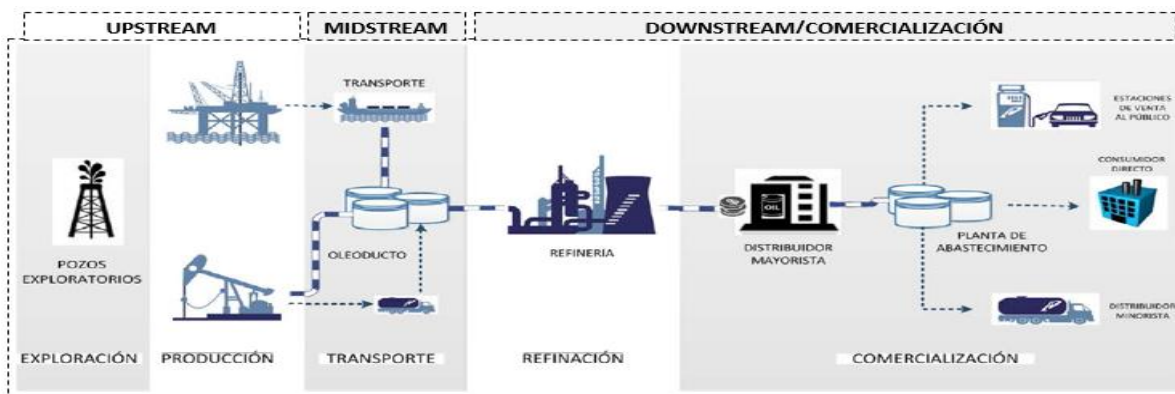 UPSTREAM
MIDSTREAM
DOWNSTREAM/COMERCIALIZACIÓN
TRANSPORTE
ESTACIONES
DE VENTA
AL PÚBLICO
CONSUMIDOR
DIRECTO
POZOS
EXPLORATORIOS
OLEODUCTO
REFINERIA
OIL
DISTRIBUIDOR
MAYORISTA
PLANTA DE
ABASTECIMIENTO
DISTRIBUIDOR
MINORISTA
EXPLORACIÓN
PRODUCCIÓN
TRANSPORTE
REFINACIÓN
COMERCIALIZACIÓN